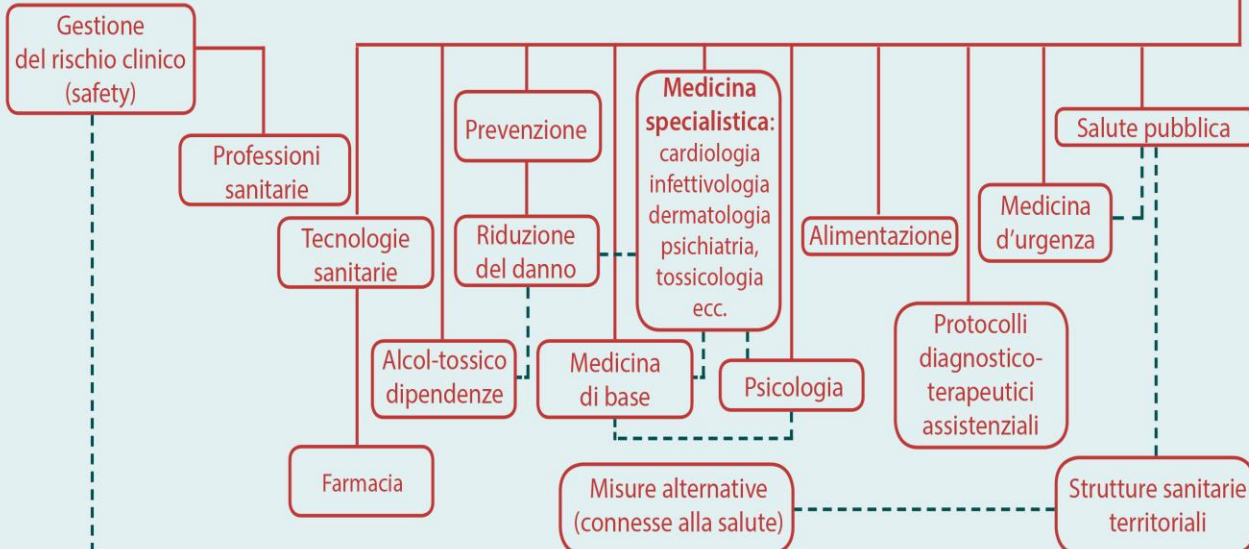 Gestione
del rischio clinico
(safety)
Professioni
sanitarie
Tecnologie
sanitarie
Farmacia
Alcol-tossico
dipendenze
Prevenzione
Riduzione
del danno
Medicina
di base
Medicina
specialistica:
cardiologia
infettivologia
dermatologia
psichiatria,
tossicologia
ecc.
Psicologia
Alimentazione
Protocolli
diagnostico-
terapeutici
assistenziali
Medicina
d'urgenza
Salute pubblica
Misure alternative
(connesse alla salute)
Strutture sanitarie
territoriali